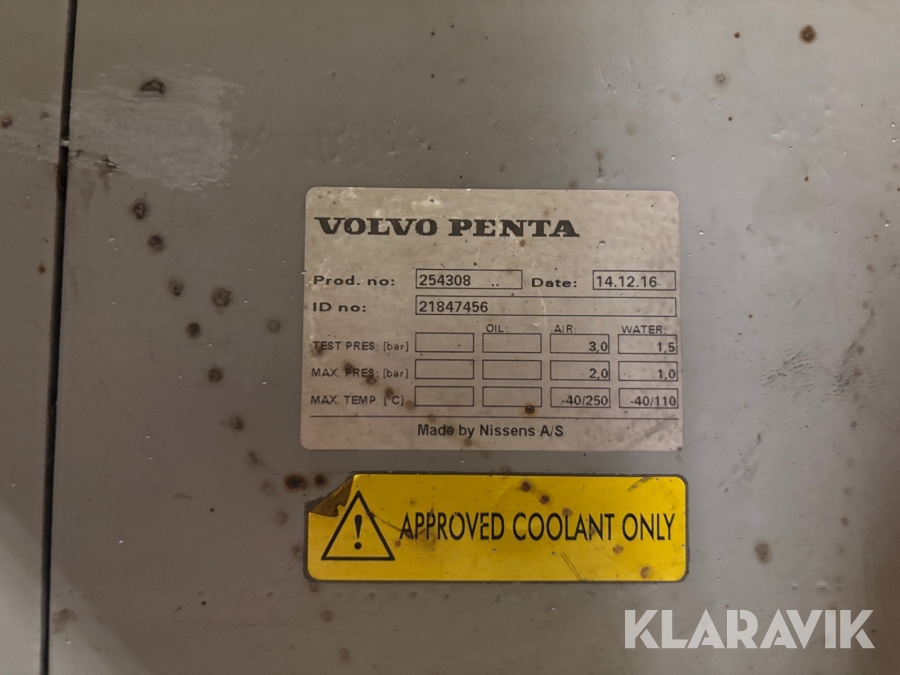 VOLVO PENTA
Prod. no: 254308 .. Date: 14.12.16
ID no: 21847456
OIL: AIR: WATER:
TEST PRES. [bar] 3,0 1,5
MAX. PRES. [bar] 2,0 1,0
MAX. TEMP. [°C] -40/250 -40/110
Made by Nissens A/S
! APPROVED COOLANT ONLY
KLARAVIK